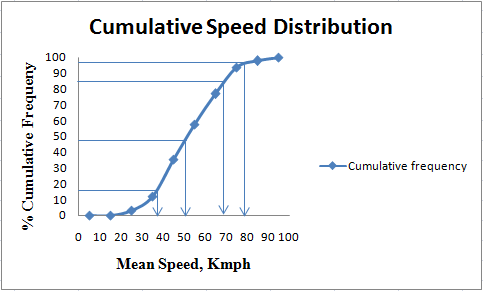 Cumulative Speed Distribution
% Cumulative Frequeny
100
90
80
70
60
50
40
30
20
10
0
0 10 20 30 40 50 60 70 80 90 100
Mean Speed, Kmph
Cumulative frequency